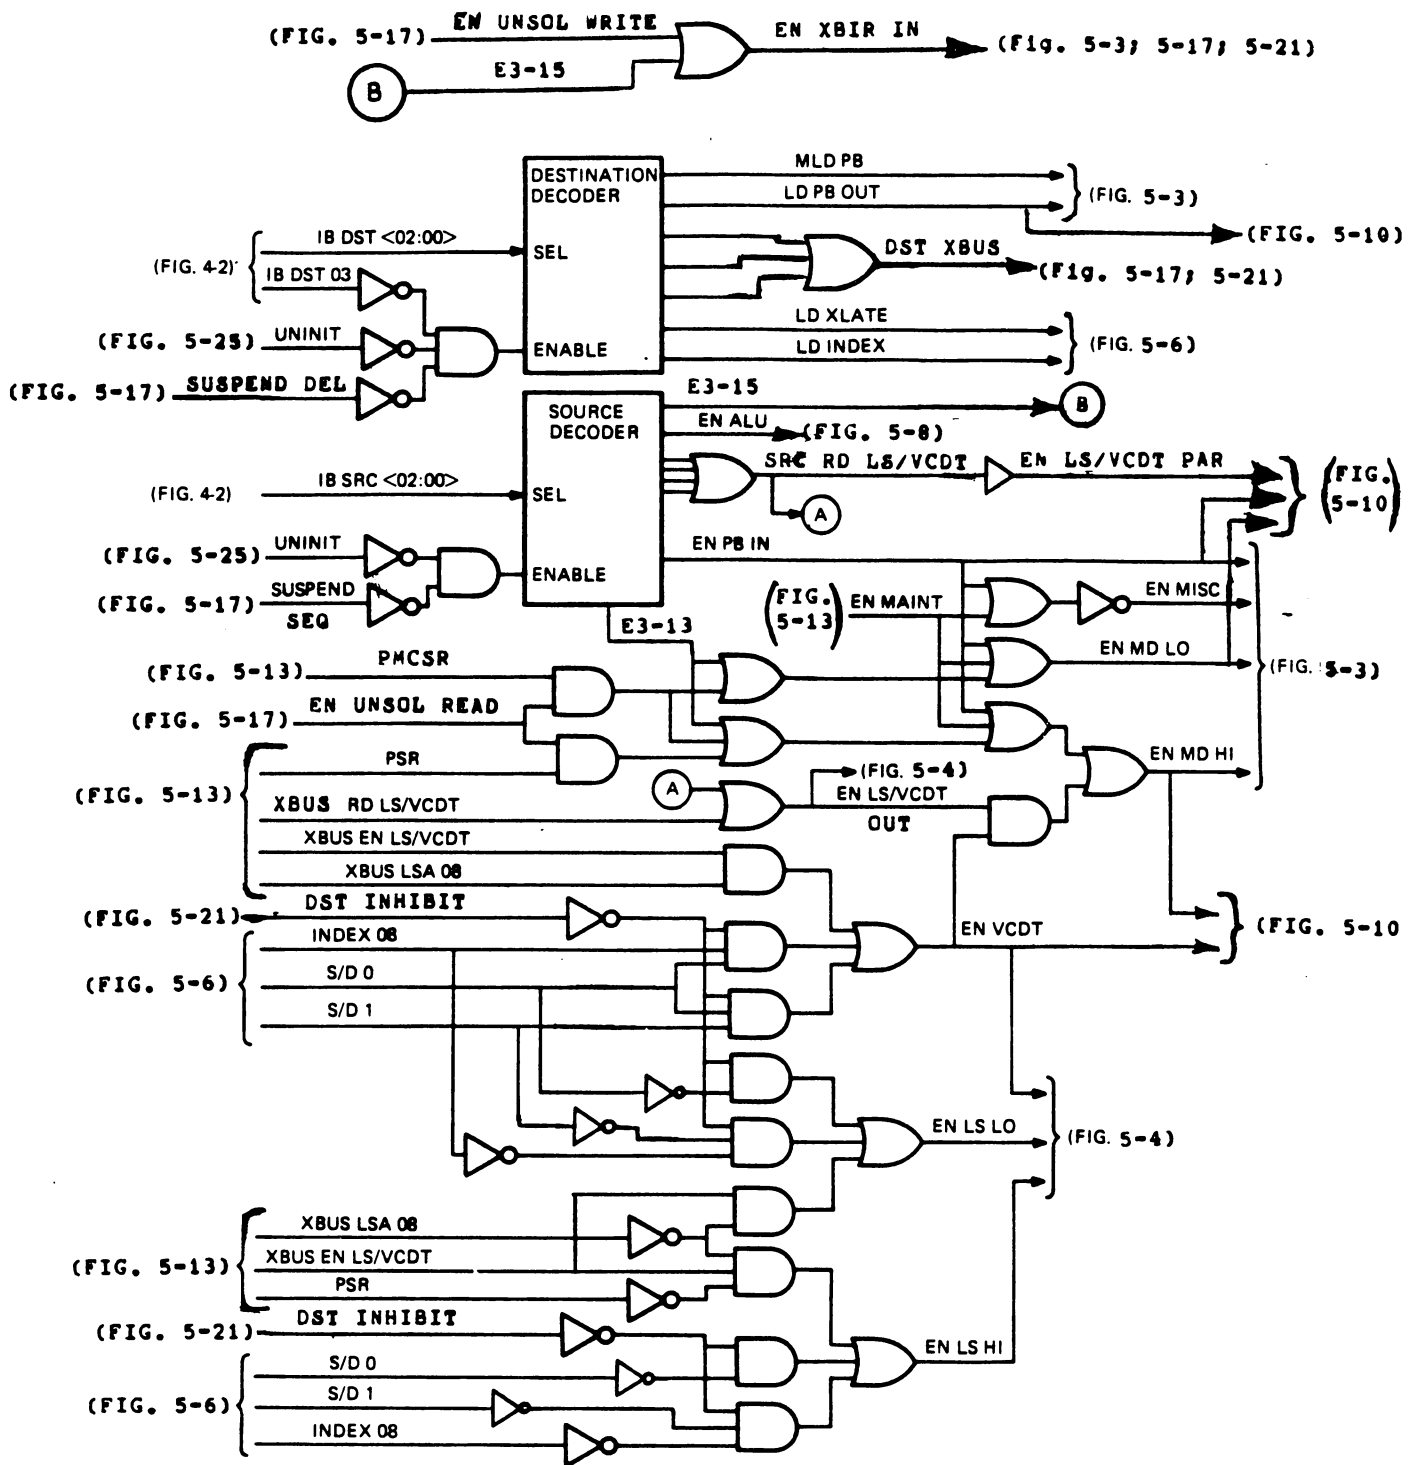 (FIG. 5-17) EN UNSOL WRITE
EN XBIR IN (Fig. 5-3; 5-17; 5-21)
B E3-15
DESTINATION DECODER
MLD PB
LD PB OUT
(FIG. 5-3)
(FIG. 5-10)
(FIG. 4-2)
IB DST <02:00>
SEL
IB DST 03
DST XBUS
(Fig. 5-17; 5-21)
(FIG. 5-25) UNINIT
ENABLE
LD XLATE
LD INDEX
(FIG. 5-6)
(FIG. 5-17) SUSPEND DEL
E3-15 B
SOURCE DECODER
EN ALU (FIG. 5-8)
SRC RD LS/VCDT
EN LS/VCDT PAR
(FIG. 5-10)
(FIG. 4-2) IB SRC <02:00>
SEL
A
(FIG. 5-25) UNINIT
EN PB IN
ENABLE
(FIG. 5-17) SUSPEND SEQ
(FIG. 5-13) EN MAINT
EN MISC
E3-13
EN MD LO
(FIG. 5-3)
(FIG. 5-13) PMCSR
(FIG. 5-17) EN UNSOL READ
PSR
EN MD HI
(FIG. 5-13)
(FIG. 5-4)
A
EN LS/VCDT OUT
XBUS RD LS/VCDT
XBUS EN LS/VCDT
XBUS LSA 08
(FIG. 5-21) DST INHIBIT
INDEX 08
EN VCDT
(FIG. 5-10
(FIG. 5-6)
S/D 0
S/D 1
EN LS LO
(FIG. 5-4)
XBUS LSA 08
(FIG. 5-13)
XBUS EN LS/VCDT
PSR
(FIG. 5-21) DST INHIBIT
EN LS HI
S/D 0
(FIG. 5-6)
S/D 1
INDEX 08